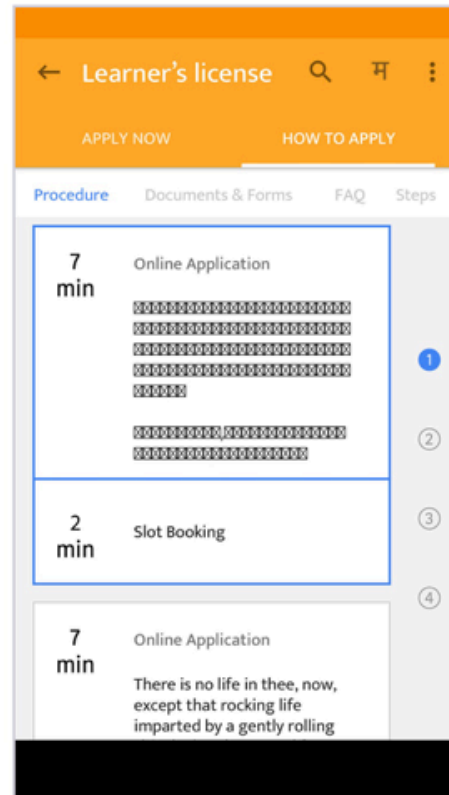 Learner's license म
APPLY NOW HOW TO APPLY
Procedure Documents & Forms FAQ Steps
7 min
Online Application
1
2
3
4
2 min
Slot Booking
7 min
Online Application
There is no life in thee, now,
except that rocking life
imparted by a gently rolling